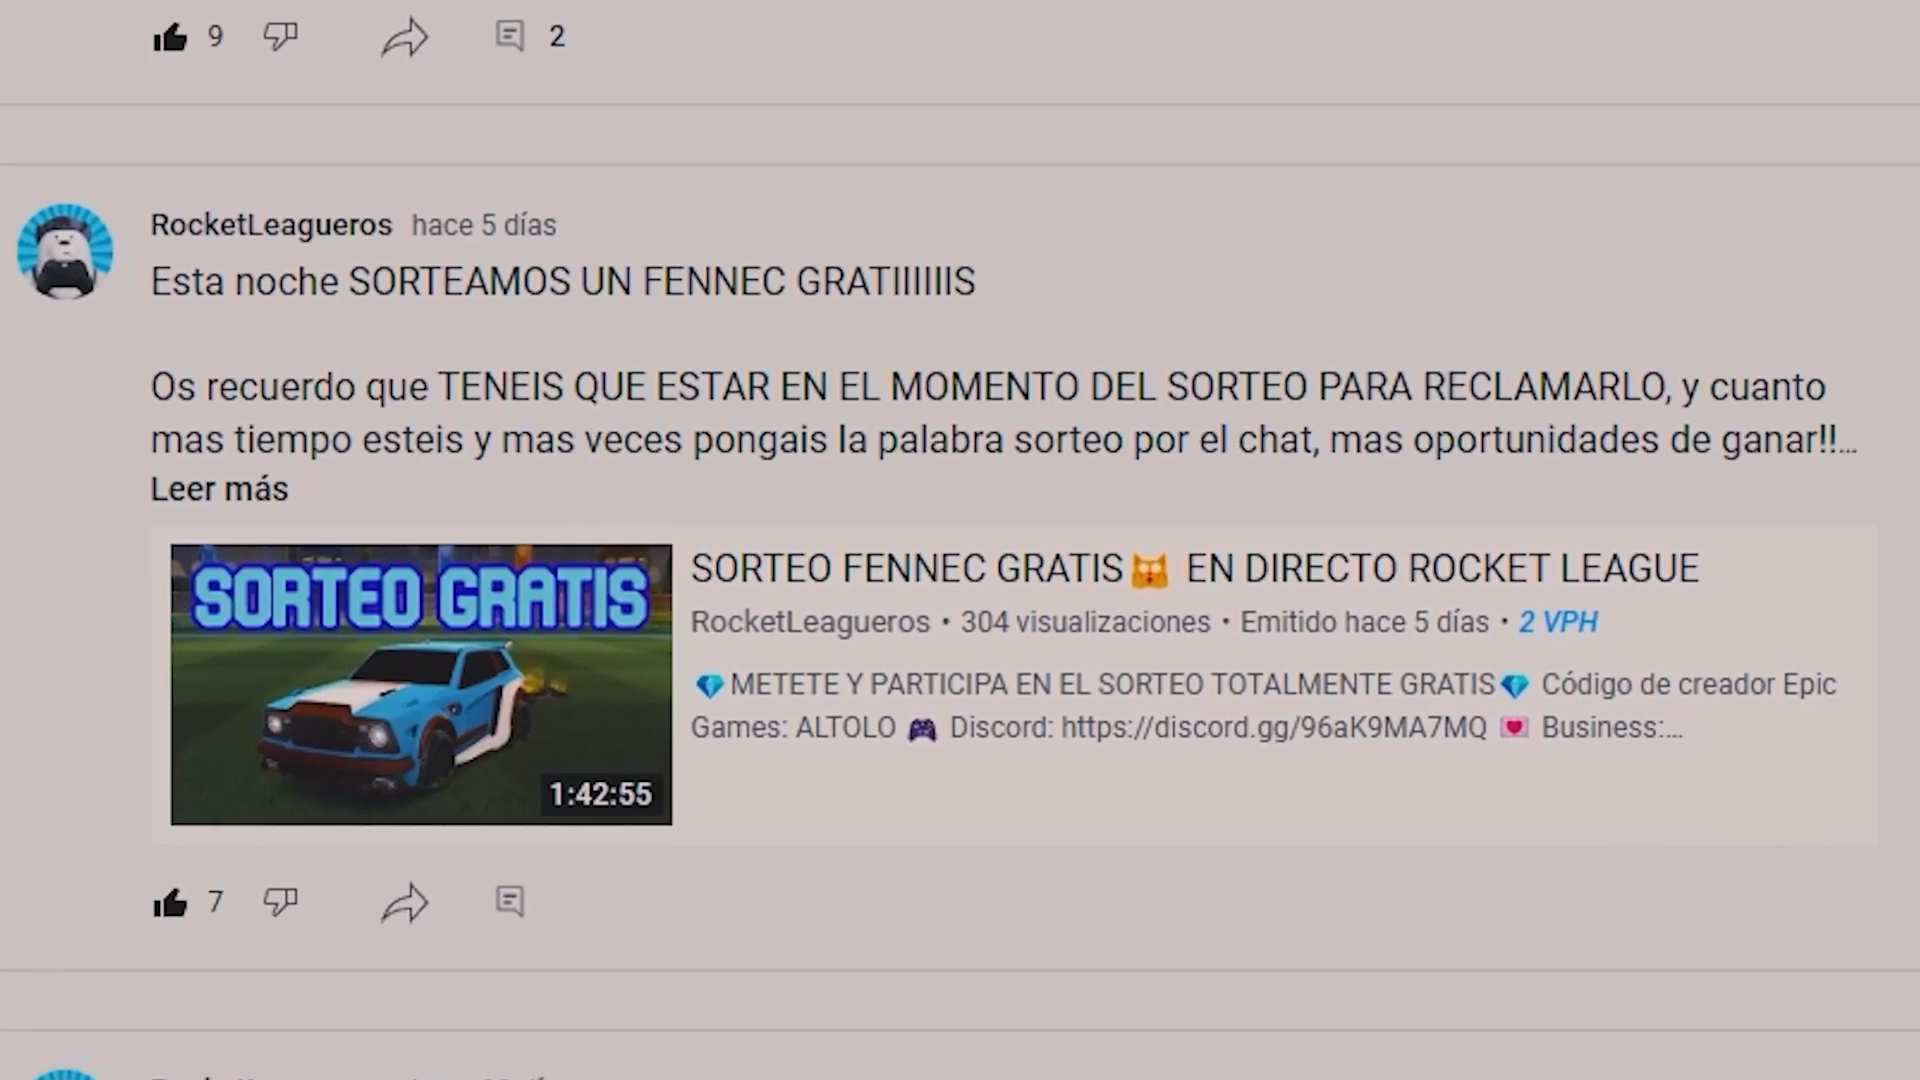 9 2
RocketLeagueros hace 5 días
Esta noche SORTEAMOS UN FENNEC GRATIIIIIIS
Os recuerdo que TENEIS QUE ESTAR EN EL MOMENTO DEL SORTEO PARA RECLAMARLO, y cuanto
mas tiempo esteis y mas veces pongais la palabra sorteo por el chat, mas oportunidades de ganar!!...
Leer más
SORTEO GRATIS
1:42:55
SORTEO FENNEC GRATIS🙀 EN DIRECTO ROCKET LEAGUE
RocketLeagueros • 304 visualizaciones • Emitido hace 5 días • 2 VPH
💎METETE Y PARTICIPA EN EL SORTEO TOTALMENTE GRATIS💎 Código de creador Epic
Games: ALTOLO 🎮 Discord: https://discord.gg/96aK9MA7MQ 💌 Business:...
7